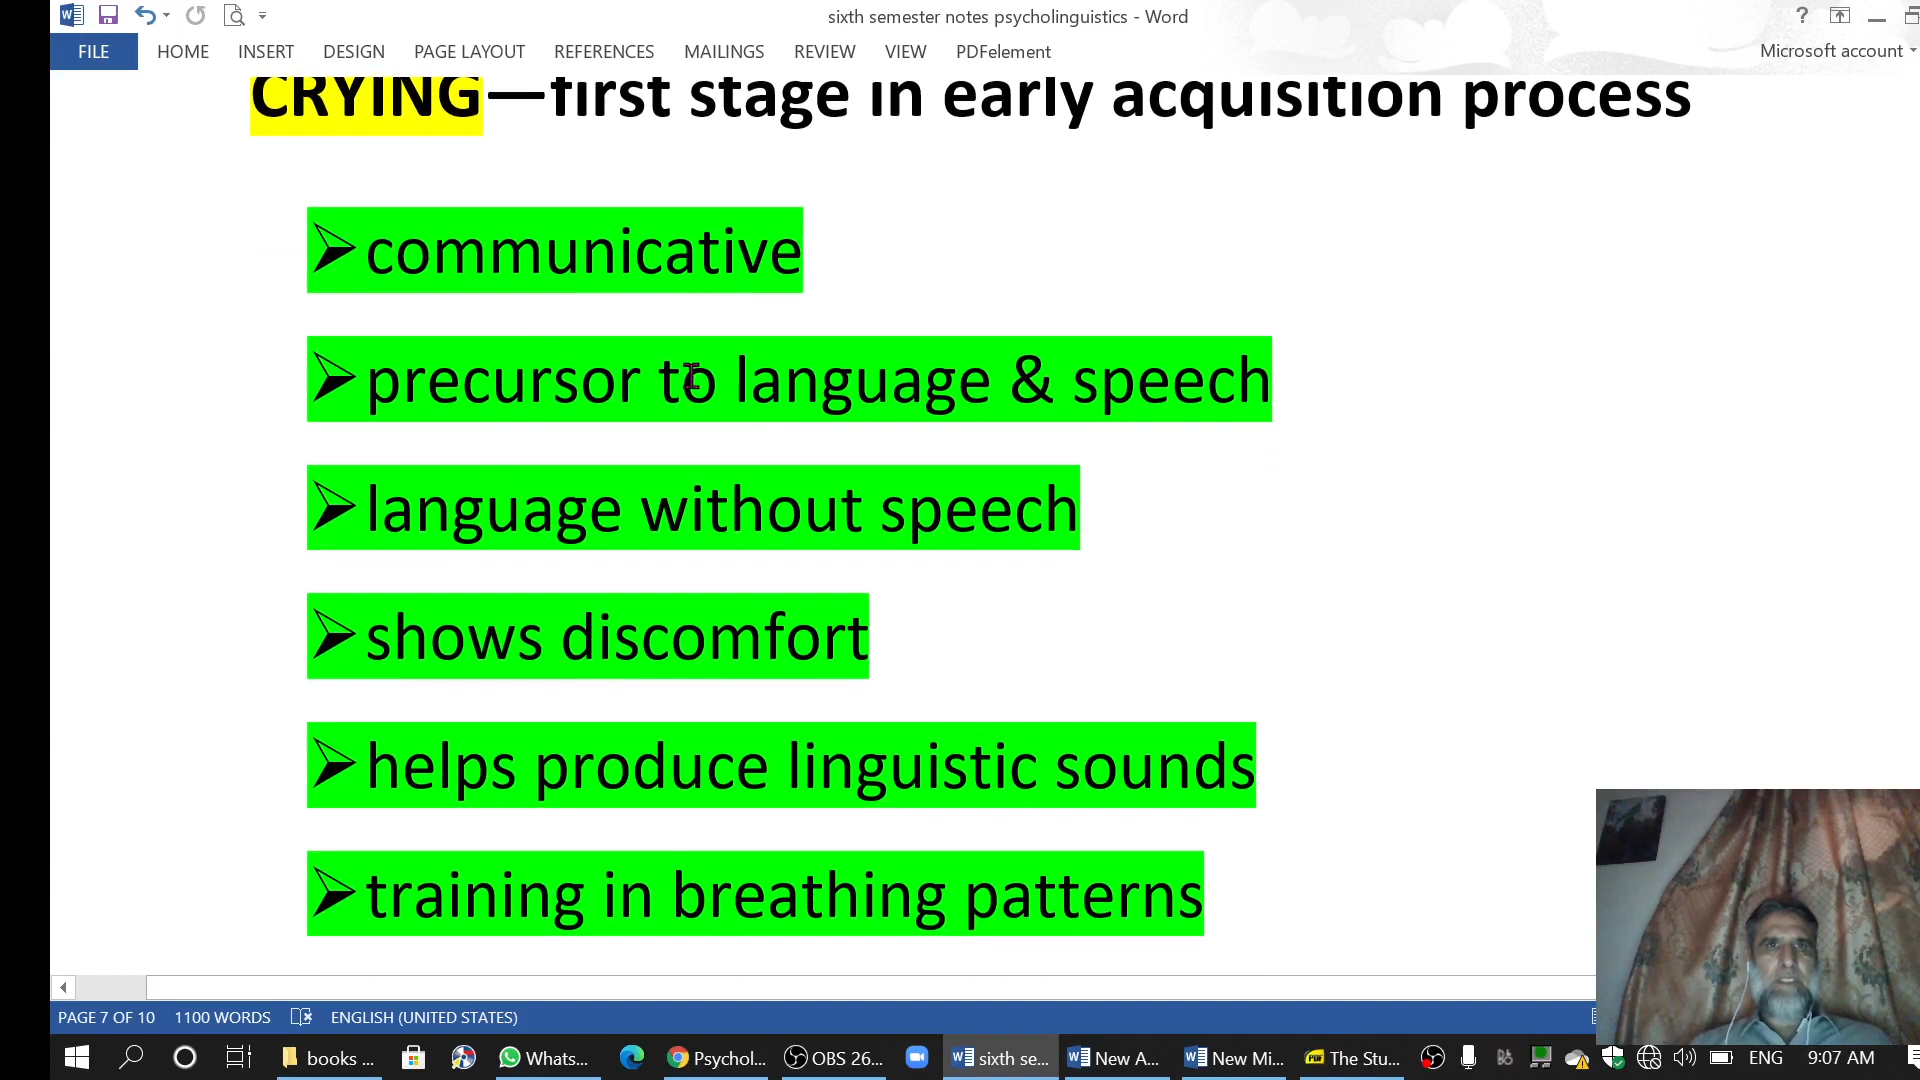 sixth semester notes psycholinguistics - Word
?
FILE HOME INSERT DESIGN PAGE LAYOUT REFERENCES MAILINGS REVIEW VIEW PDFelement Microsoft account
CRYING—first stage in early acquisition process
➢communicative
➢precursor to language & speech
➢language without speech
➢shows discomfort
➢helps produce linguistic sounds
➢training in breathing patterns
PAGE 7 OF 10 1100 WORDS ENGLISH (UNITED STATES)
books ... Whats... Psychol... OBS 26... sixth se... New A... New Mi... The Stu... ENG 9:07 AM